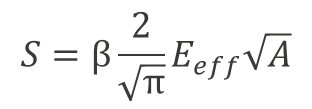 S = β 2/√π E_eff √A